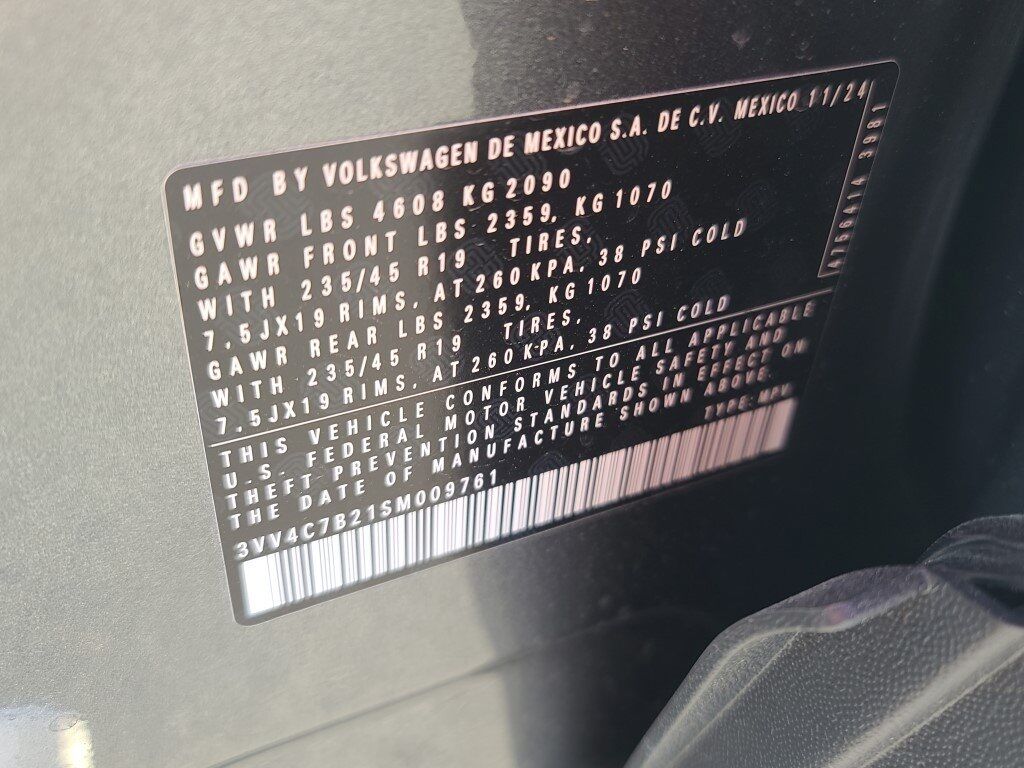 MFD BY VOLKSWAGEN DE MEXICO S.A. DE C.V. MEXICO 11/24
GVWR LBS 4608 KG 2090
GAWR FRONT LBS 2359, KG 1070
WITH 235/45 R19 TIRES,
7.5JX19 RIMS, AT 260 KPA, 38 PSI COLD
GAWR REAR LBS 2359, KG 1070
WITH 235/45 R19 TIRES,
7.5JX19 RIMS, AT 260 KPA, 38 PSI COLD
THIS VEHICLE CONFORMS TO ALL APPLICABLE
U.S. FEDERAL MOTOR VEHICLE SAFETY AND
THEFT PREVENTION STANDARDS IN EFFECT ON
THE DATE OF MANUFACTURE SHOWN ABOVE.
3VV4C7B21SM009761 TYPE: MPV